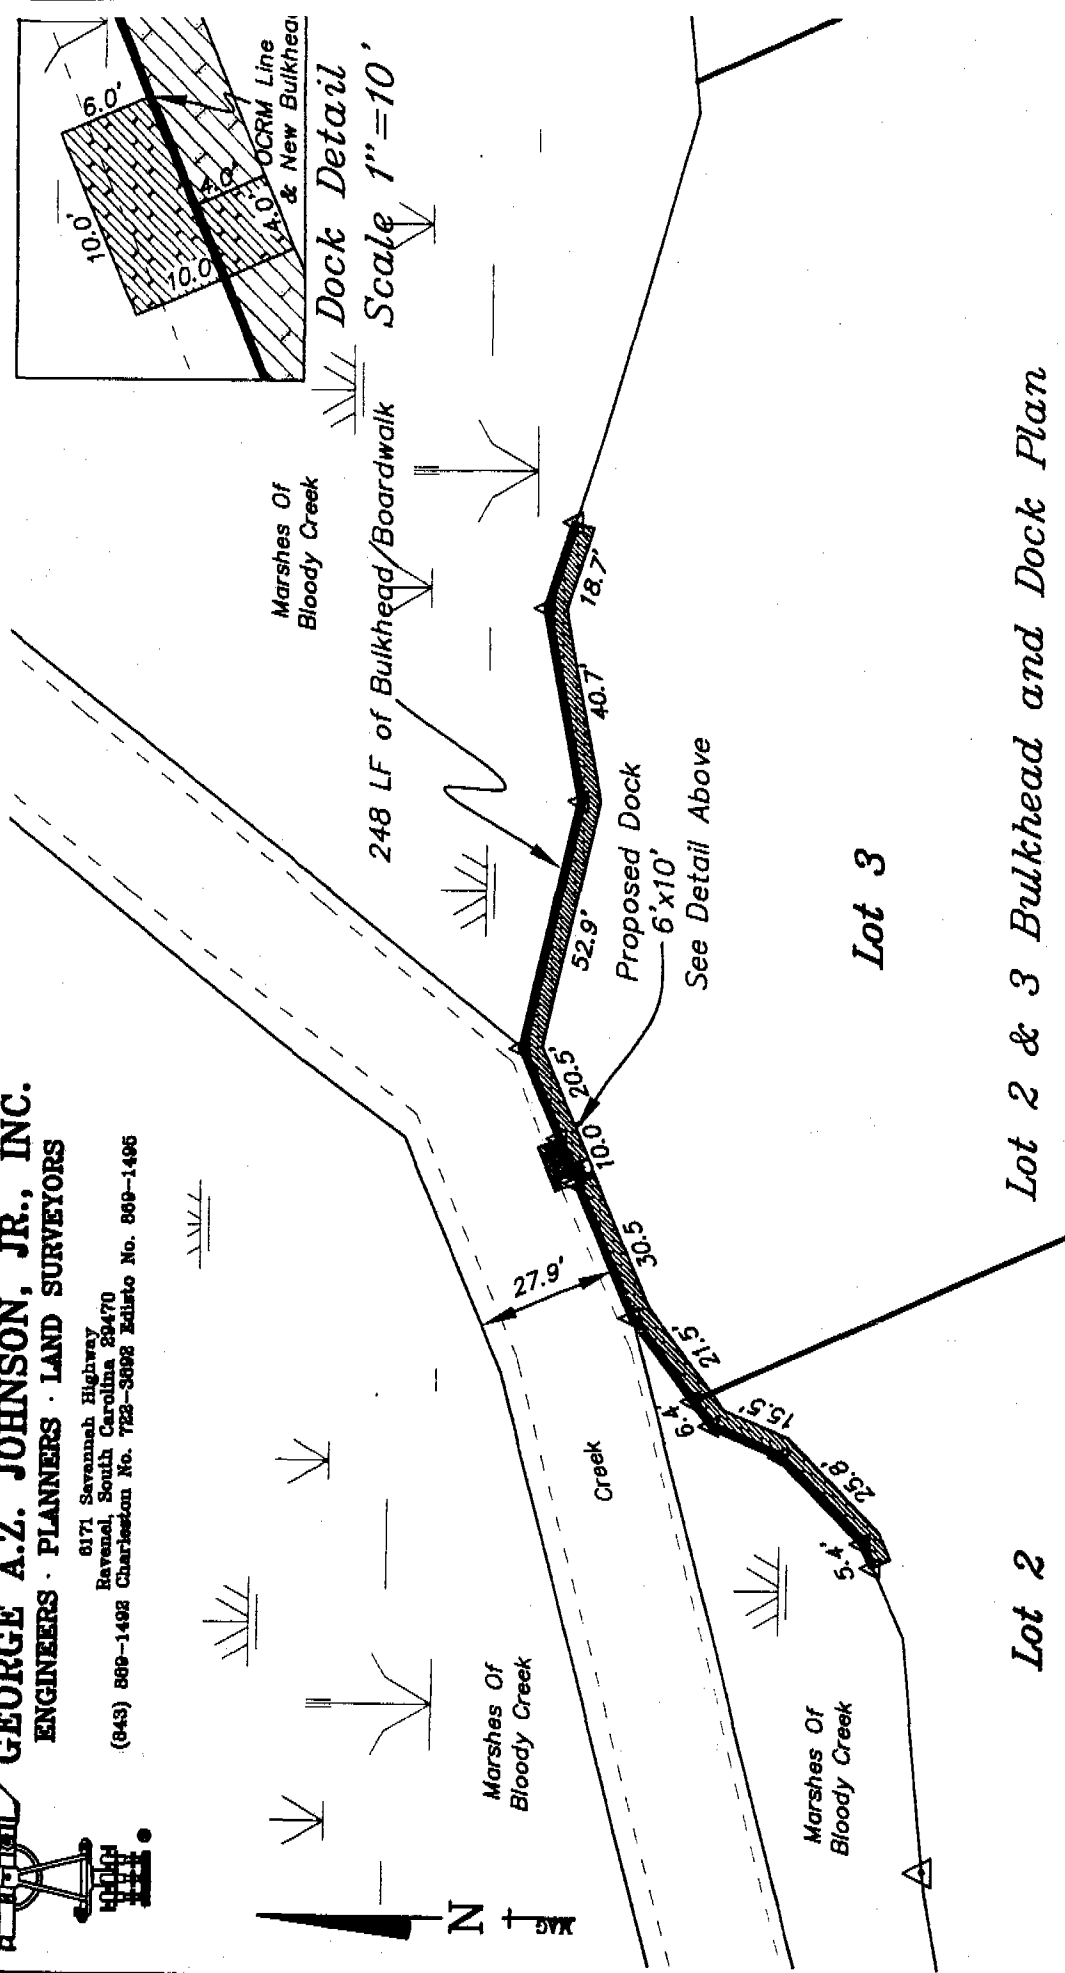 GEORGE A.Z. JOHNSON, JR., INC.
ENGINEERS · PLANNERS · LAND SURVEYORS
6171 Savannah Highway
Ravenel, South Carolina 29470
(843) 889-1492 Charleston No. 722-3892 Edisto No. 869-1495
6.0'
10.0'
10.0
4.0'
4.0'
OCRM Line
& New Bulkhead
Dock Detail
Scale 1"=10'
Marshes Of
Bloody Creek
248 LF of Bulkhead/Boardwalk
18.7'
40.7'
52.9'
20.5'
10.0
30.5
21.5'
9.4'
15.5'
25.8'
5.4'
27.9'
Proposed Dock
6'x10'
See Detail Above
Creek
Marshes Of
Bloody Creek
Marshes Of
Bloody Creek
Lot 3
Lot 2
N
MAG
Lot 2 & 3 Bulkhead and Dock Plan